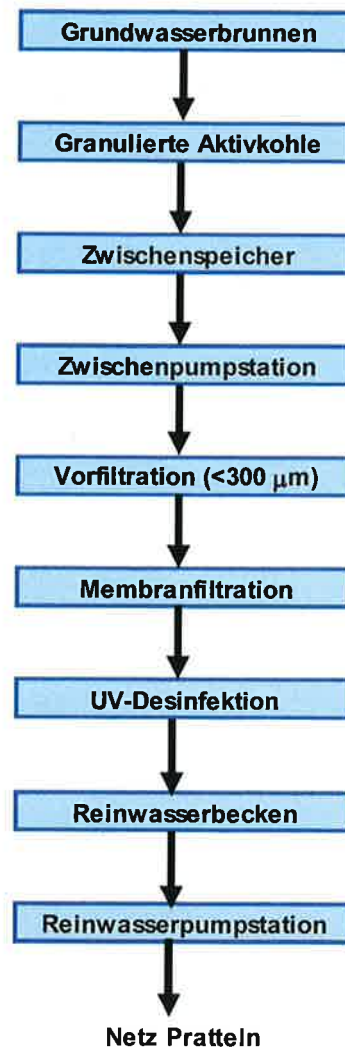 Grundwasserbrunnen
Granulierte Aktivkohle
Zwischenspeicher
Zwischenpumpstation
Vorfiltration (<300 µm)
Membranfiltration
UV-Desinfektion
Reinwasserbecken
Reinwasserpumpstation
Netz Pratteln